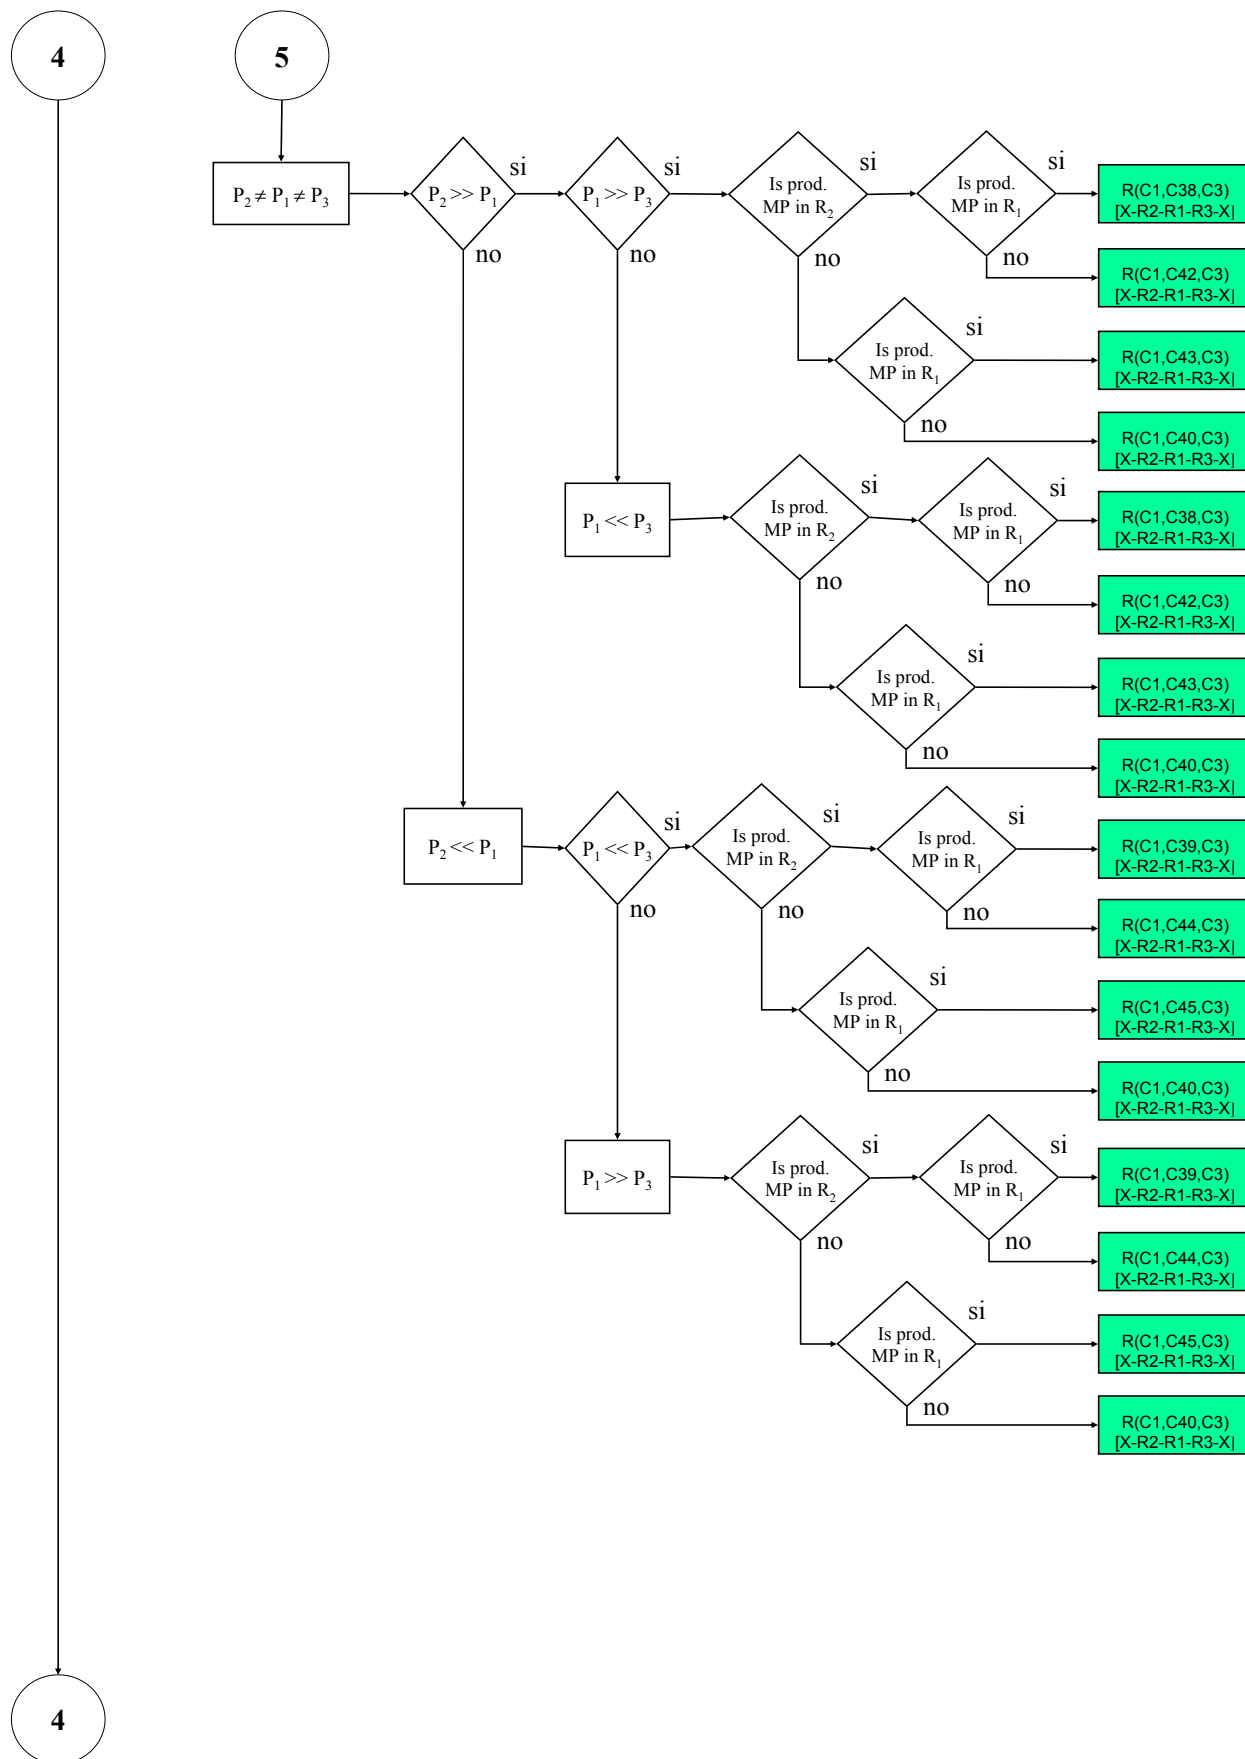 4
5
P₂ ≠ P₁ ≠ P₃
P₂ >> P₁
si
no
P₁ >> P₃
si
no
Is prod.
MP in R₂
si
no
Is prod.
MP in R₁
si
no
R(C1,C38,C3)
[X-R2-R1-R3-X]
R(C1,C42,C3)
[X-R2-R1-R3-X]
Is prod.
MP in R₁
si
no
R(C1,C43,C3)
[X-R2-R1-R3-X]
R(C1,C40,C3)
[X-R2-R1-R3-X]
P₁ << P₃
Is prod.
MP in R₂
si
no
Is prod.
MP in R₁
si
no
R(C1,C38,C3)
[X-R2-R1-R3-X]
R(C1,C42,C3)
[X-R2-R1-R3-X]
Is prod.
MP in R₁
si
no
R(C1,C43,C3)
[X-R2-R1-R3-X]
R(C1,C40,C3)
[X-R2-R1-R3-X]
P₂ << P₁
P₁ << P₃
si
no
Is prod.
MP in R₂
si
no
Is prod.
MP in R₁
si
no
R(C1,C39,C3)
[X-R2-R1-R3-X]
R(C1,C44,C3)
[X-R2-R1-R3-X]
Is prod.
MP in R₁
si
no
R(C1,C45,C3)
[X-R2-R1-R3-X]
R(C1,C40,C3)
[X-R2-R1-R3-X]
P₁ >> P₃
Is prod.
MP in R₂
si
no
Is prod.
MP in R₁
si
no
R(C1,C39,C3)
[X-R2-R1-R3-X]
R(C1,C44,C3)
[X-R2-R1-R3-X]
Is prod.
MP in R₁
si
no
R(C1,C45,C3)
[X-R2-R1-R3-X]
R(C1,C40,C3)
[X-R2-R1-R3-X]
4